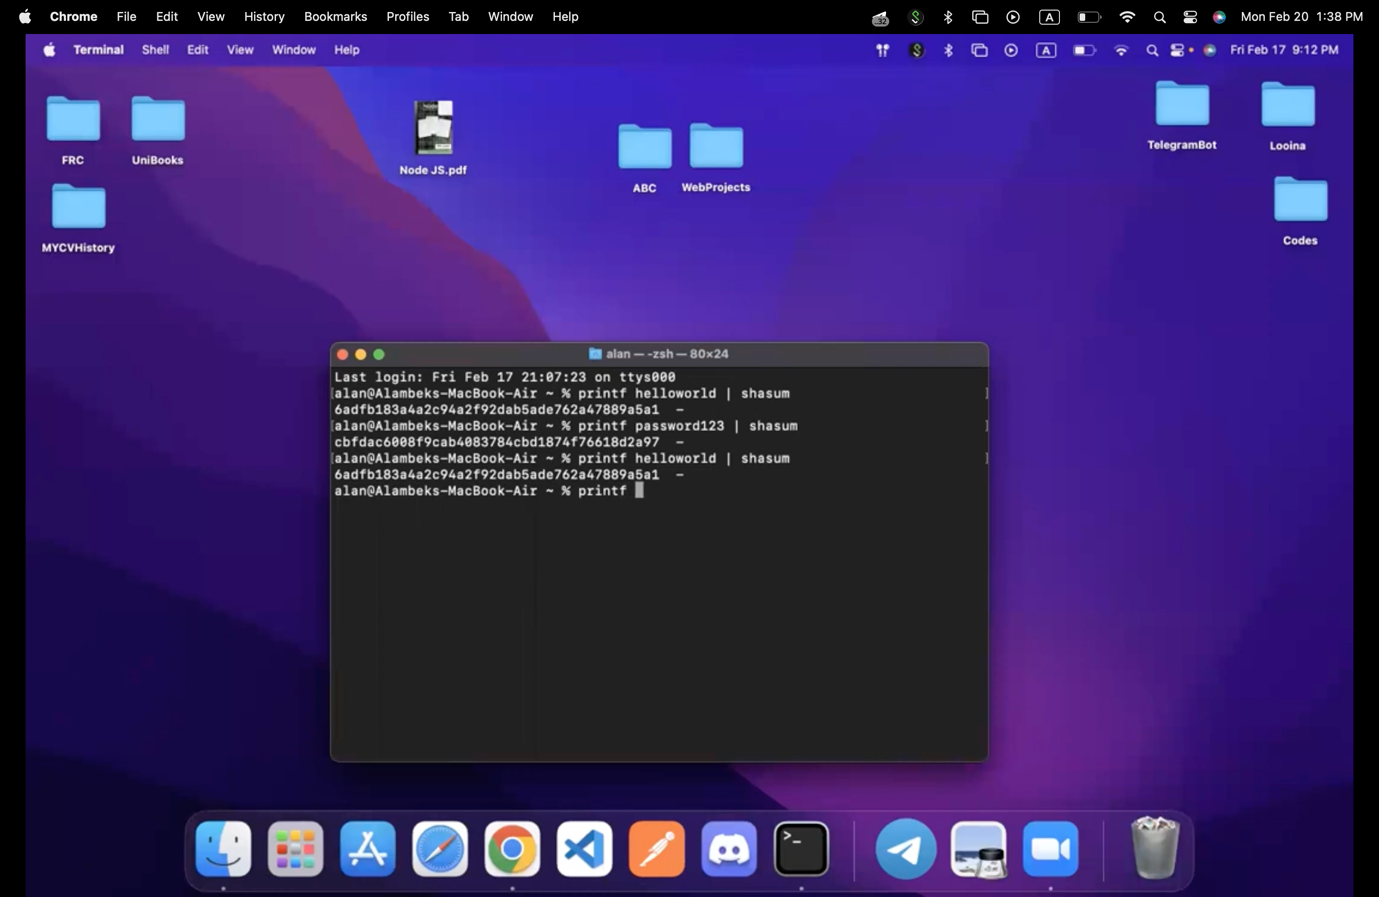 Chrome File Edit View History Bookmarks Profiles Tab Window Help A Mon Feb 20 1:38 PM
Terminal Shell Edit View Window Help A Fri Feb 17 9:12 PM
FRC
UniBooks
Node JS.pdf
ABC
WebProjects
TelegramBot
Looina
MYCVHistory
Codes
alan — -zsh — 80×24
Last login: Fri Feb 17 21:07:23 on ttys000
[alan@Alambeks-MacBook-Air ~ % printf helloworld | shasum ]
6adfb183a4a2c94a2f92dab5ade762a47889a5a1 -
[alan@Alambeks-MacBook-Air ~ % printf password123 | shasum ]
cbfdac6008f9cab4083784cbd1874f76618d2a97 -
[alan@Alambeks-MacBook-Air ~ % printf helloworld | shasum ]
6adfb183a4a2c94a2f92dab5ade762a47889a5a1 -
alan@Alambeks-MacBook-Air ~ % printf